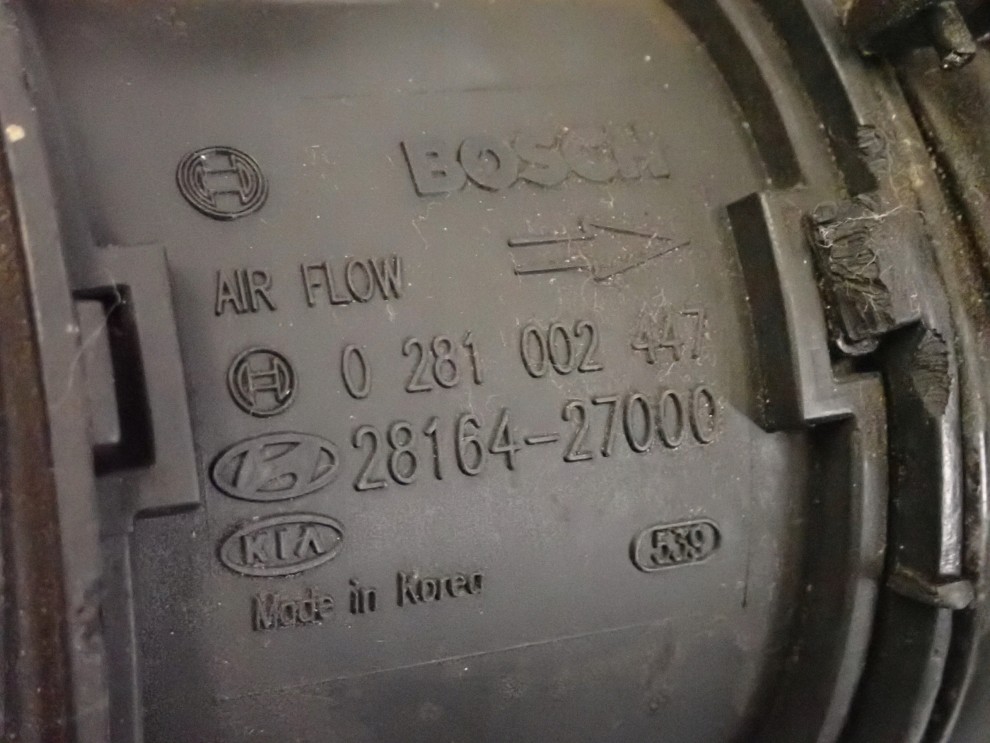 BOSCH
AIR FLOW
0 281 002 447
28164-27000
KIA
539
Made in Korea